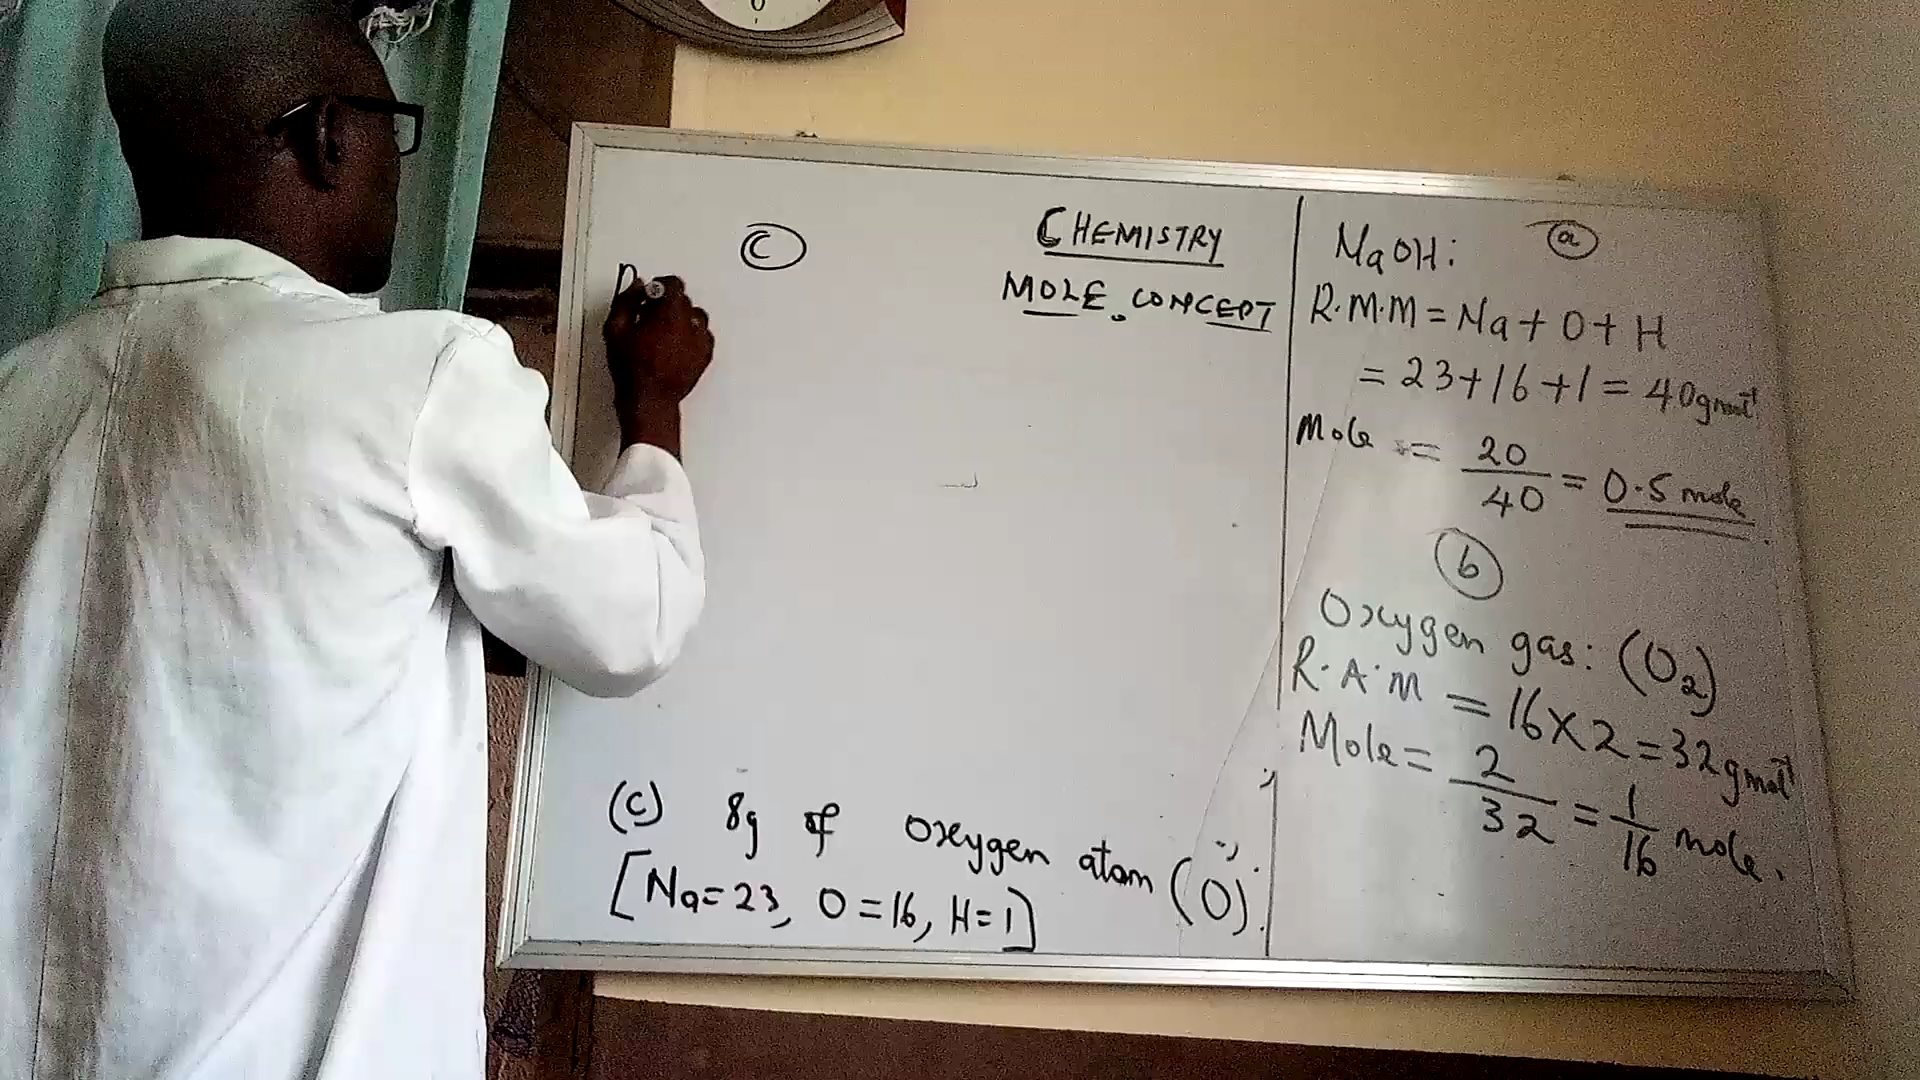 C
CHEMISTRY
MOLE CONCEPT
(C) 8g of oxygen atom (O).
[Na=23, O=16, H=1]
NaOH: a
R.M.M = Na + O + H
= 23+16+1 = 40gmol⁻¹
Mole = 20/40 = 0.5 mole
b
Oxygen gas: (O₂)
R.A.M = 16×2=32gmol⁻¹
Mole = 2/32 = 1/16 mole.